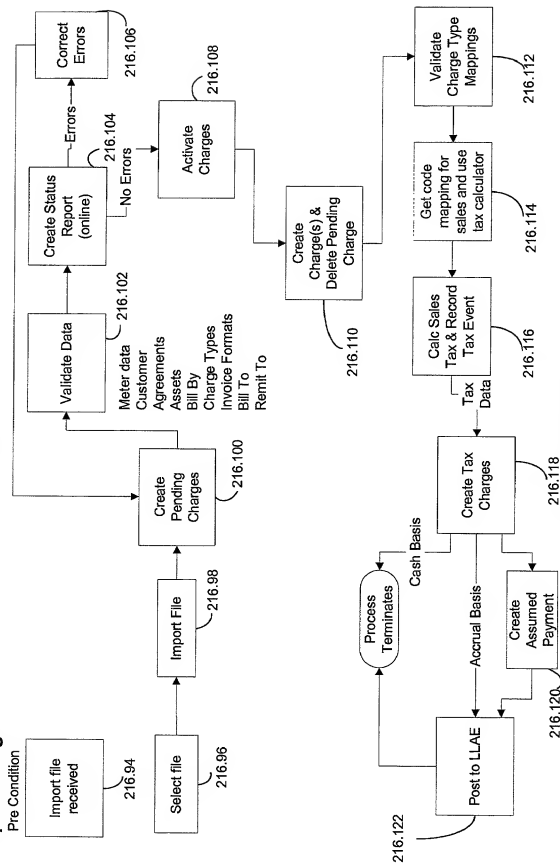 Pre Condition
Import file
received
216.94
Select file
216.96
Import File
216.98
Create
Pending
Charges
216.100
Validate Data
216.102
Meter data
Customer
Agreements
Assets
Bill By
Charge Types
Invoice Formats
Bill To
Remit To
Create Status
Report
(online)
216.104
Errors
No Errors
Correct
Errors
216.106
Activate
Charges
216.108
Create
Charge(s) &
Delete Pending
Charge
216.110
Validate
Charge Type
Mappings
216.112
Get code
mapping for
sales and use
tax calculator
216.114
Calc Sales
Tax & Record
Tax Event
216.116
Tax
Data
Create Tax
Charges
216.118
Cash Basis
Accrual Basis
Process
Terminates
Create
Assumed
Payment
216.120
Post to LLAE
216.122